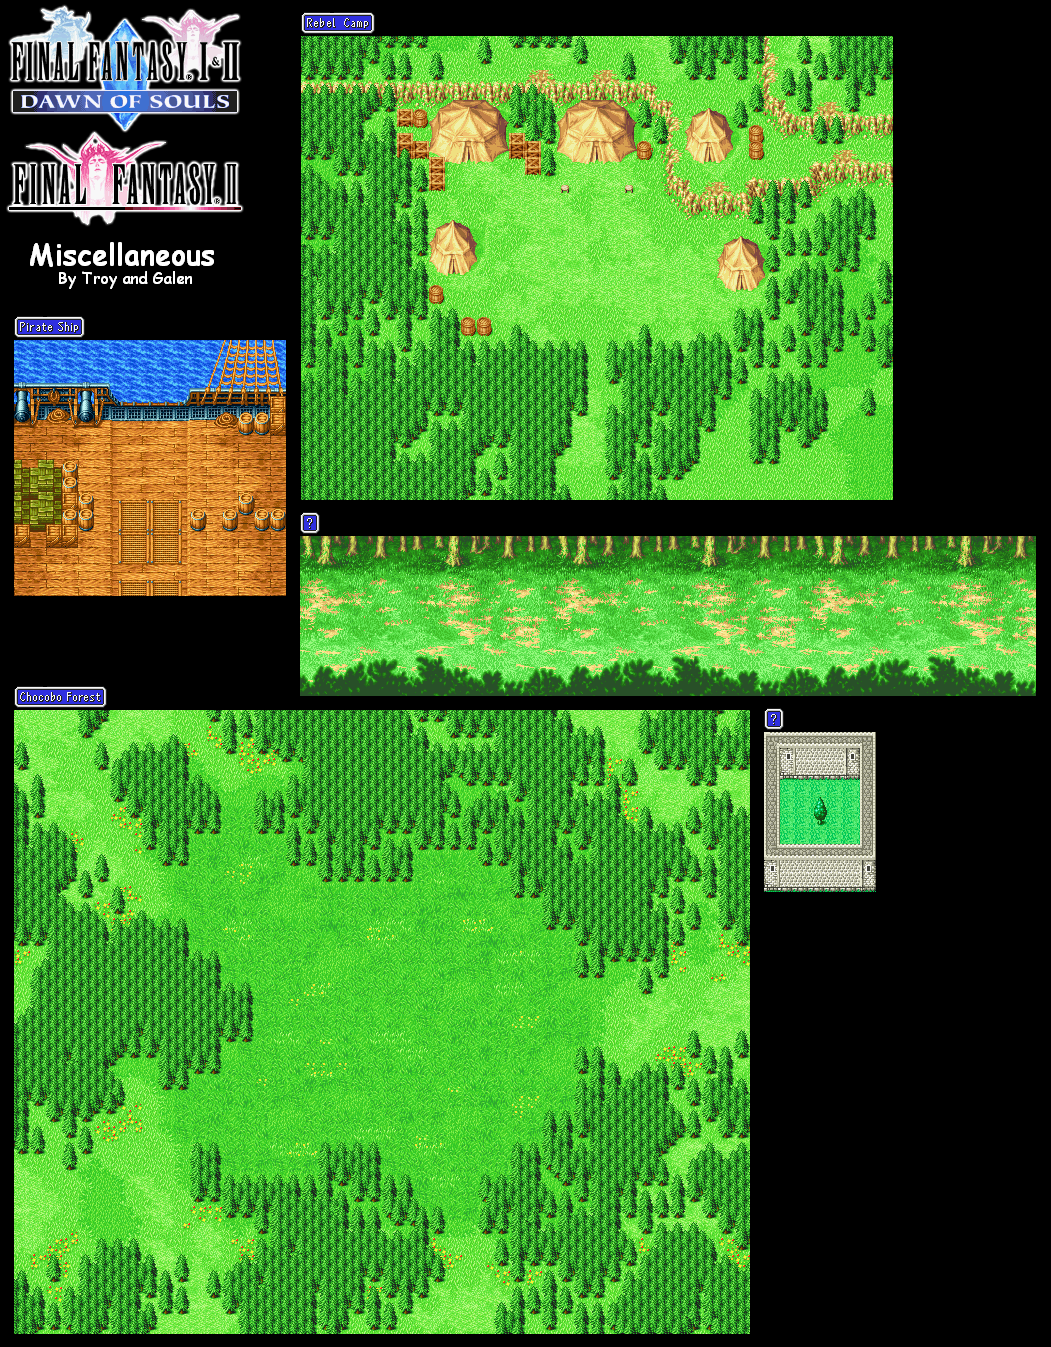 FINAL FANTASY I & II
DAWN OF SOULS
FINAL FANTASY II
Miscellaneous
By Troy and Galen
Rebel Camp
Pirate Ship
?
Chocobo Forest
?